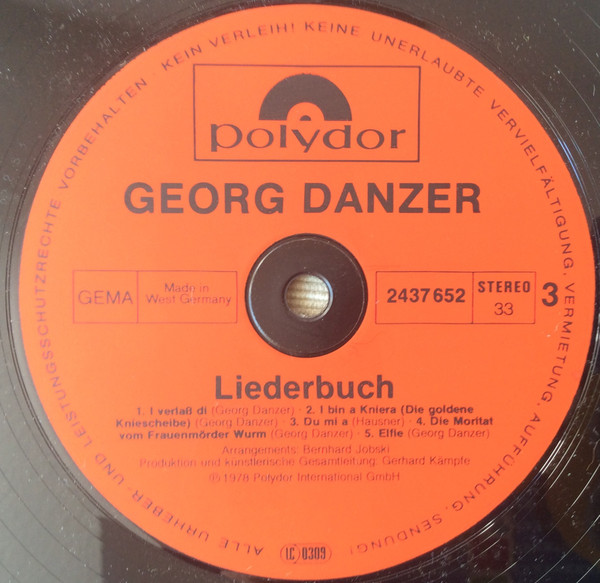 ALLE URHEBER- UND LEISTUNGSSCHUTZRECHTE VORBEHALTEN KEIN VERLEIH! KEINE UNERLAUBTE VERVIELFÄLTIGUNG, VERMIETUNG, AUFFÜHRUNG, SENDUNG!
polydor
GEORG DANZER
GEMA
Made in
West Germany
2437652
STEREO
33
3
Liederbuch
1. I verlaß di (Georg Danzer) · 2. I bin a Kniera (Die goldene
Kniescheibe) (Georg Danzer) · 3. Du mi a (Hausner) · 4. Die Moritat
vom Frauenmörder Wurm (Georg Danzer) · 5. Elfie (Georg Danzer)
Arrangements: Bernhard Jobski
Produktion und künstlerische Gesamtleitung: Gerhard Kämpfe
Ⓟ 1978 Polydor International GmbH
LC 0309